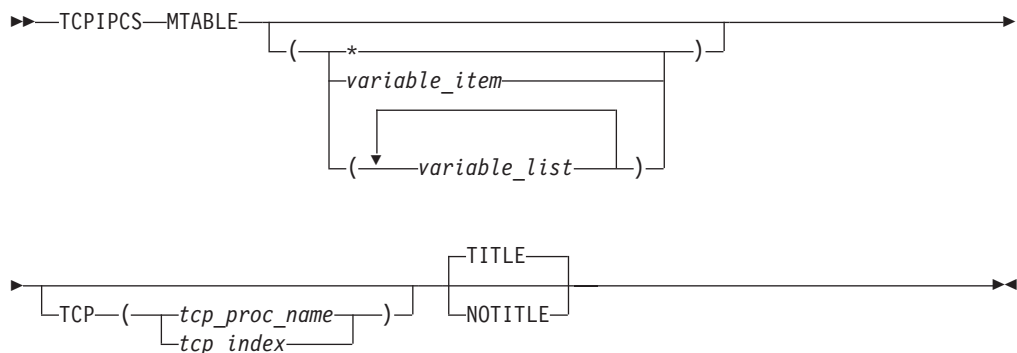 TCPIPCS MTABLE
( * )
variable_item
( variable_list )
TITLE
TCP ( tcp_proc_name ) NOTITLE
tcp_index